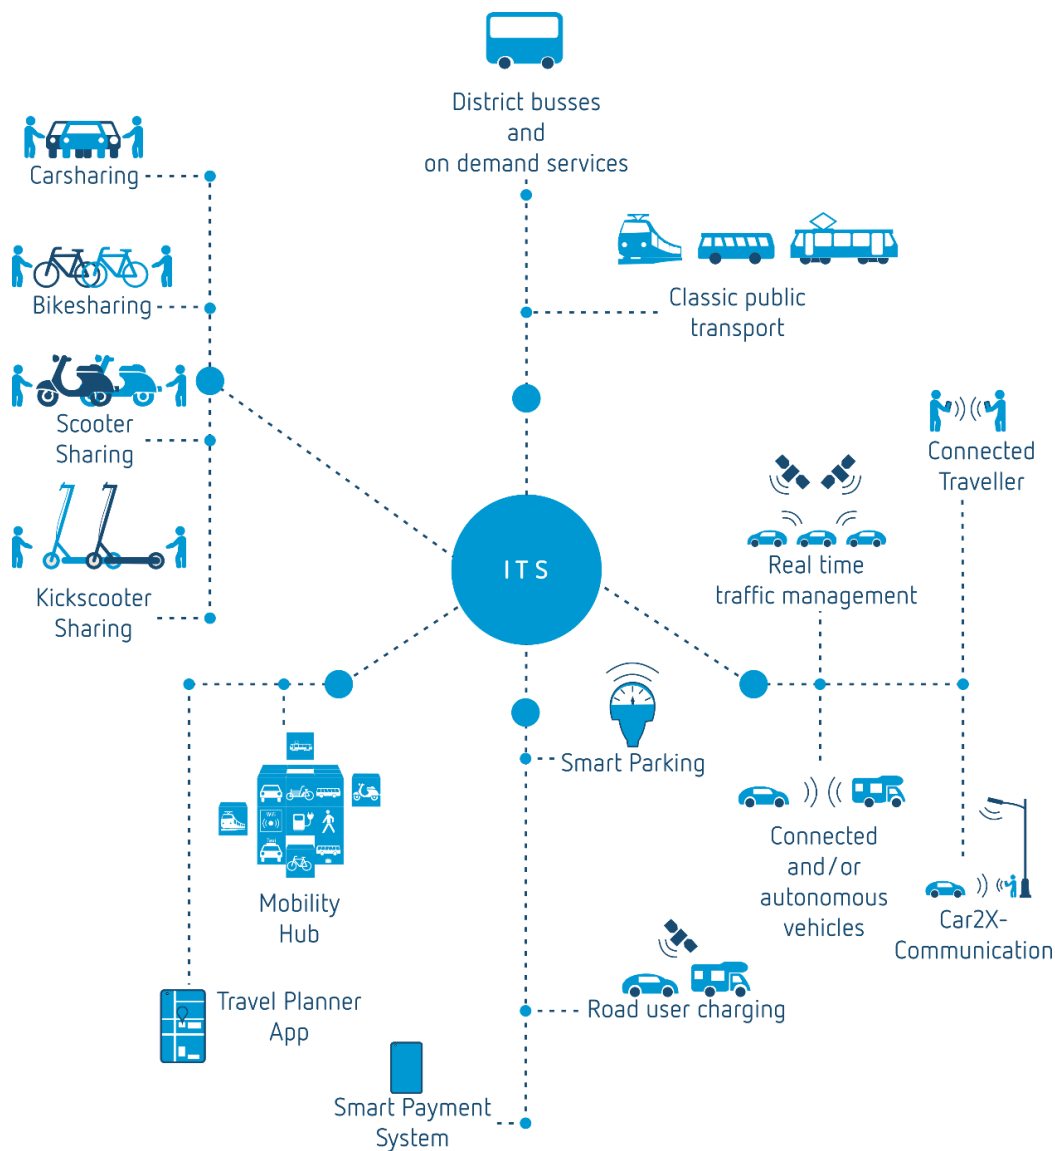 District busses
and
on demand services
Carsharing
Bikesharing
Scooter
Sharing
Kickscooter
Sharing
Classic public
transport
Connected
Traveller
Real time
traffic management
ITS
Smart Parking
Connected
and/or
autonomous
vehicles
Car2X-
Communication
WiFi
Taxi
Mobility
Hub
Travel Planner
App
Road user charging
Smart Payment
System